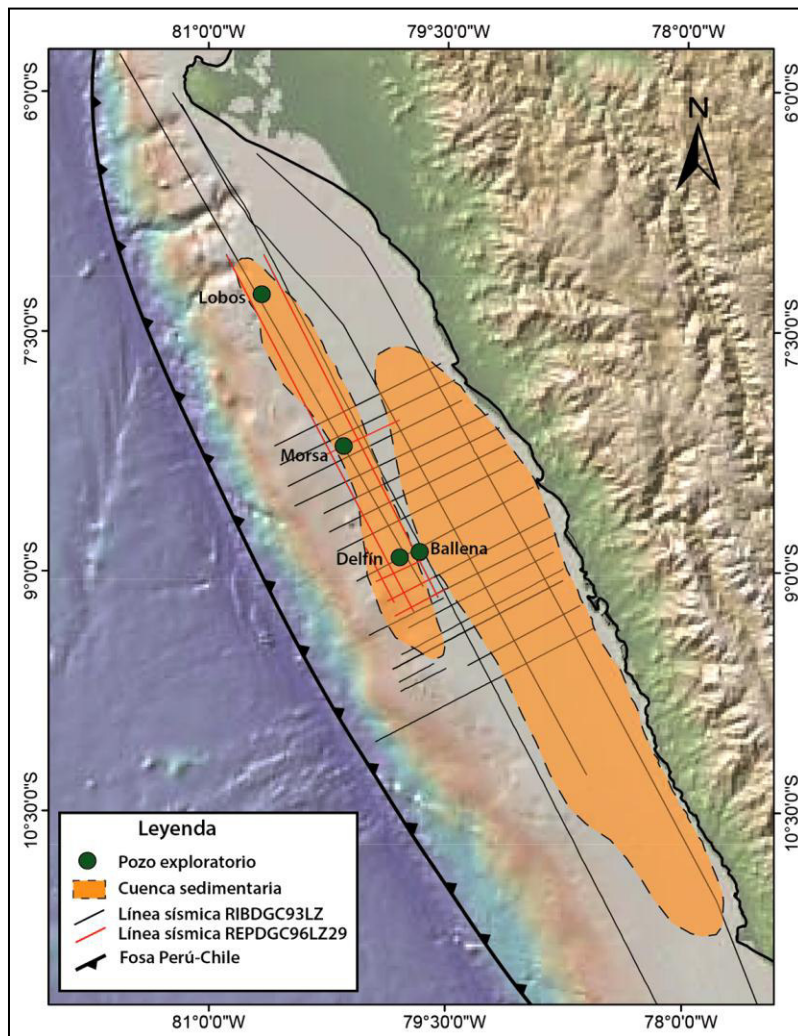 81°0'0"W 79°30'0"W 78°0'0"W
6°0'0"S 6°0'0"S
N
Lobos
7°30'0"S 7°30'0"S
Morsa
Ballena
Delfín
9°0'0"S 9°0'0"S
10°30'0"S 10°30'0"S
Leyenda
Pozo exploratorio
Cuenca sedimentaria
Línea sísmica RIBDGC93LZ
Línea sísmica REPDGC96LZ29
Fosa Perú-Chile
81°0'0"W 79°30'0"W 78°0'0"W